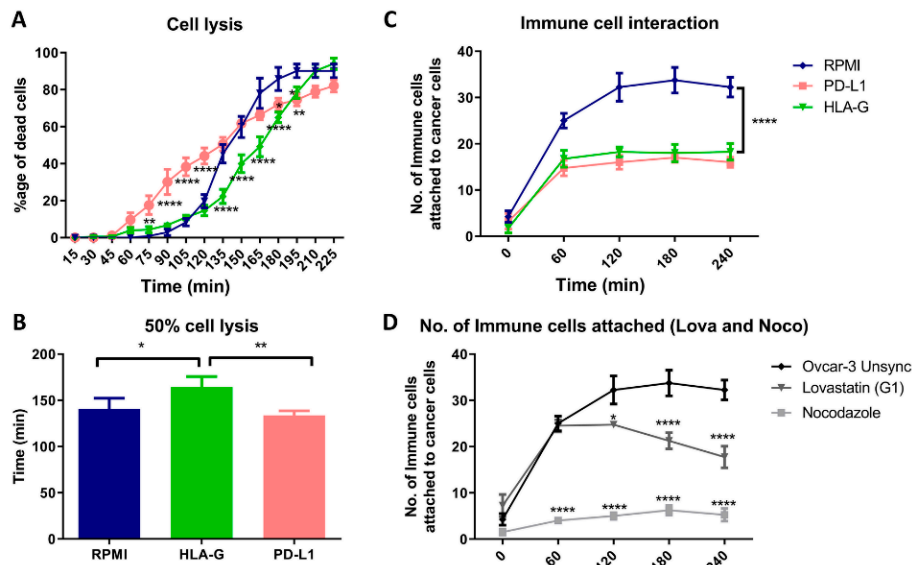 A
Cell lysis
%age of dead cells
100
80
60
40
20
0
**
****
****
****
****
****
****
****
*
*
**
15 30 45 60 75 90 105 120 135 150 165 180 195 210 225
Time (min)
B
50% cell lysis
Time (min)
200
150
100
50
0
*
**
RPMI HLA-G PD-L1
C
Immune cell interaction
No. of Immune cells
attached to cancer cells
40
30
20
10
0
****
0 60 120 180 240
Time (min)
RPMI
PD-L1
HLA-G
D No. of Immune cells attached (Lova and Noco)
No. of Immune cells
attached to cancer cells
40
30
20
10
0
*
****
****
****
****
****
****
0 60 120 180 240
Ovcar-3 Unsync
Lovastatin (G1)
Nocodazole